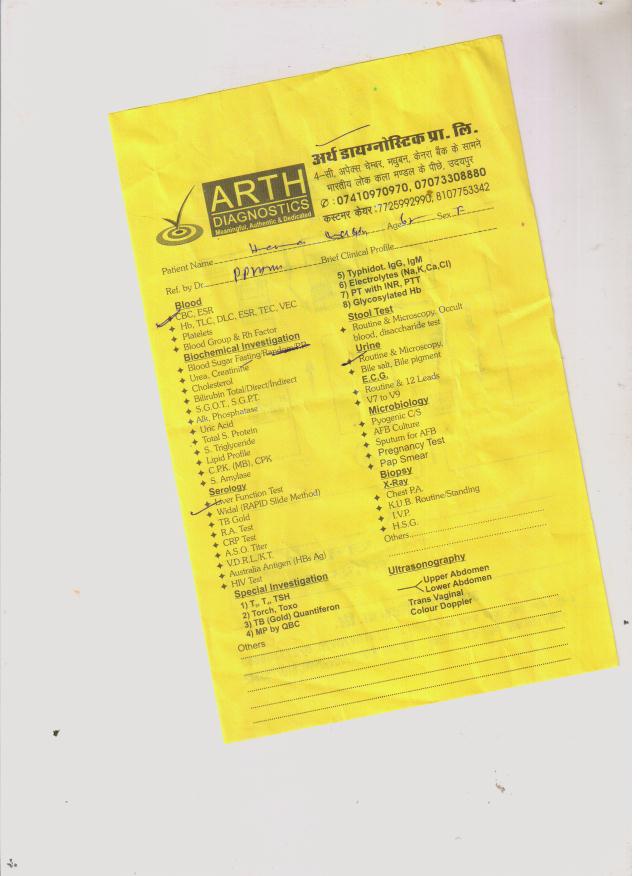 ARTH
DIAGNOSTICS
Meaningful, Authentic & Dedicated
अर्थ डायग्नोस्टिक प्रा. लि.
4-सी, अपेक्स चेम्बर, मधुबन, केनरा बैंक के सामने
भारतीय लोक कला मण्डल के पीछे, उदयपुर
✆ : 07410970970, 07073308880
कस्टमर केयर :7725992990, 8107753342
Patient Name Age Sex F
Ref. by Dr. Brief Clinical Profile
Blood
CBC, ESR
Hb, TLC, DLC, ESR, TEC, VEC
Platelets
Blood Group & Rh Factor
Biochemical Investigation
Blood Sugar Fasting/Random/P.P.
Urea, Creatinine
Cholesterol
Bilirubin Total/Direct/Indirect
S.G.O.T., S.G.P.T.
Alk, Phosphatase
Uric Acid
Total S. Protein
S. Triglyceride
Lipid Profile
C.P.K. (MB), CPK
S. Amylase
Serology
Liver Function Test
Widal (RAPID Slide Method)
TB Gold
R.A. Test
CRP Test
A.S.O. Titer
V.D.R.L./K.T.
Australia Antigen (HBs Ag)
HIV Test
Special Investigation
1) T₃, T₄, TSH
2) Torch, Toxo
3) TB (Gold) Quantiferon
4) MP by QBC
5) Typhidot. IgG, IgM
6) Electrolytes (Na,K,Ca,Cl)
7) PT with INR, PTT
8) Glycosylated Hb
Stool Test
Routine & Microscopy, Occult
blood, disaccharide test
Urine
Routine & Microscopy,
Bile salt, Bile pigment
E.C.G.
Routine & 12 Leads
V7 to V9
Microbiology
Pyogenic C/S
AFB Culture
Sputum for AFB
Pregnancy Test
Pap Smear
Biopsy
X-Ray
Chest P.A.
K.U.B. Routine/Standing
I.V.P.
H.S.G.
Others
Ultrasonography
Upper Abdomen
Lower Abdomen
Trans Vaginal
Colour Doppler
Others